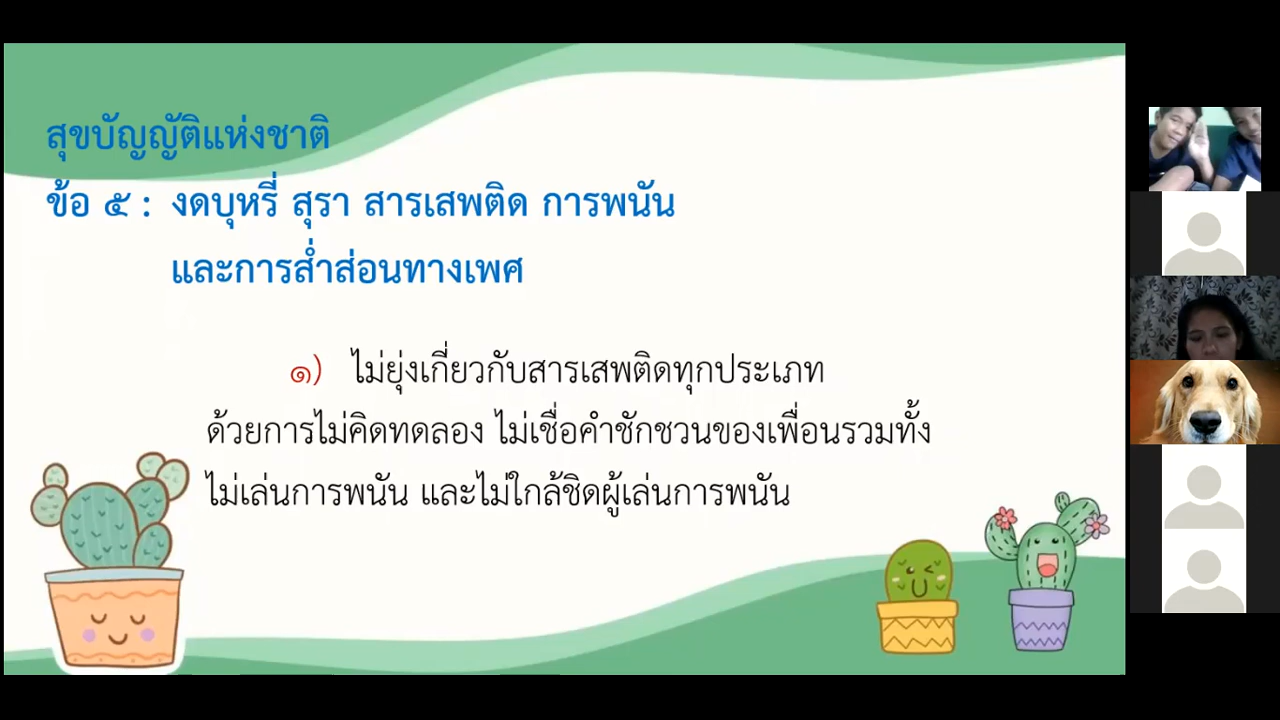 สุขบัญญัติแห่งชาติ
ข้อ ๕ : งดบุหรี่ สุรา สารเสพติด การพนัน
และการส่ำส่อนทางเพศ
๑) ไม่ยุ่งเกี่ยวกับสารเสพติดทุกประเภท
ด้วยการไม่คิดทดลอง ไม่เชื่อคำชักชวนของเพื่อนรวมทั้ง
ไม่เล่นการพนัน และไม่ใกล้ชิดผู้เล่นการพนัน